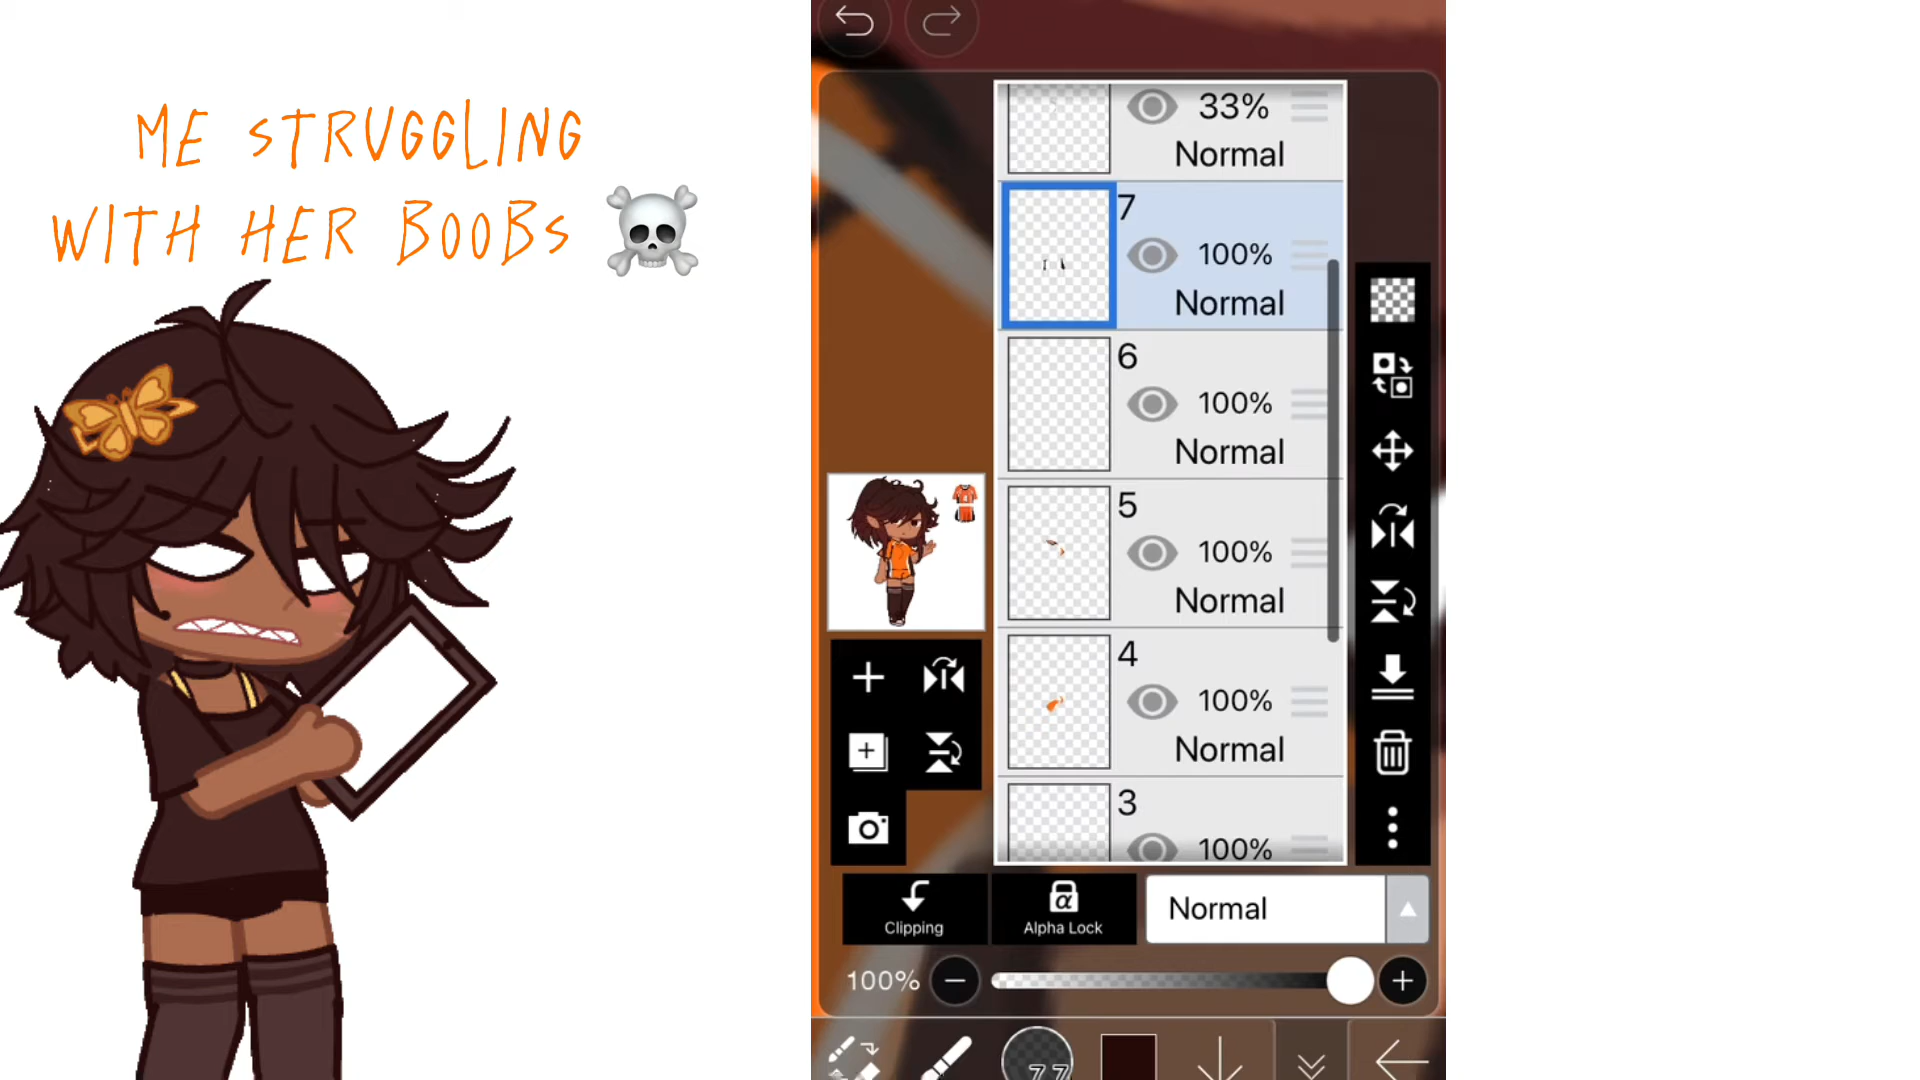 ME STRUGGLING
WITH HER BOOBS
33%
Normal
7
100%
Normal
6
100%
Normal
5
100%
Normal
4
100%
Normal
3
100%
Clipping
α
Alpha Lock
Normal
100%
77